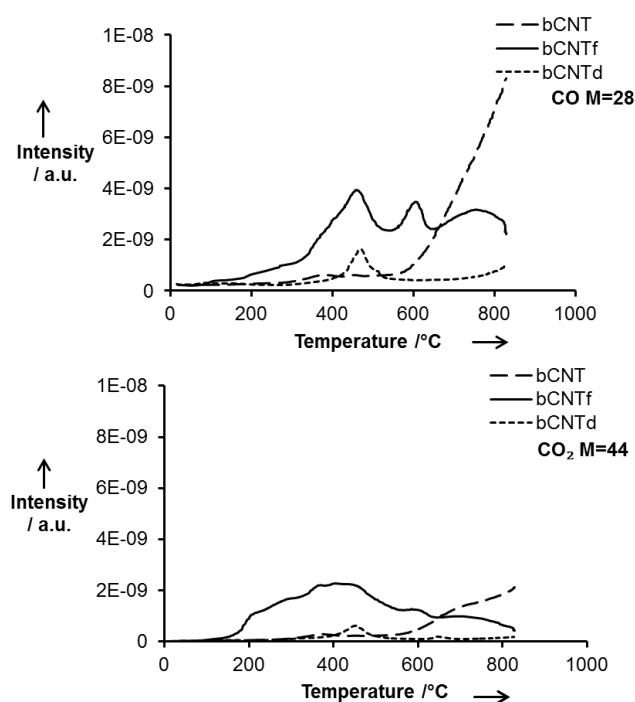 1E-08
8E-09
6E-09
4E-09
2E-09
0
0
200
400
600
800
1000
Intensity
/ a.u.
Temperature /°C
bCNT
bCNTf
bCNTd
CO M=28
1E-08
8E-09
6E-09
4E-09
2E-09
0
0
200
400
600
800
1000
Intensity
/ a.u.
Temperature /°C
bCNT
bCNTf
bCNTd
CO₂ M=44